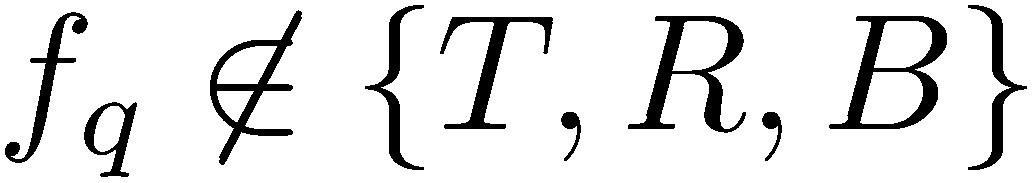 f_q ∉ {T, R, B}